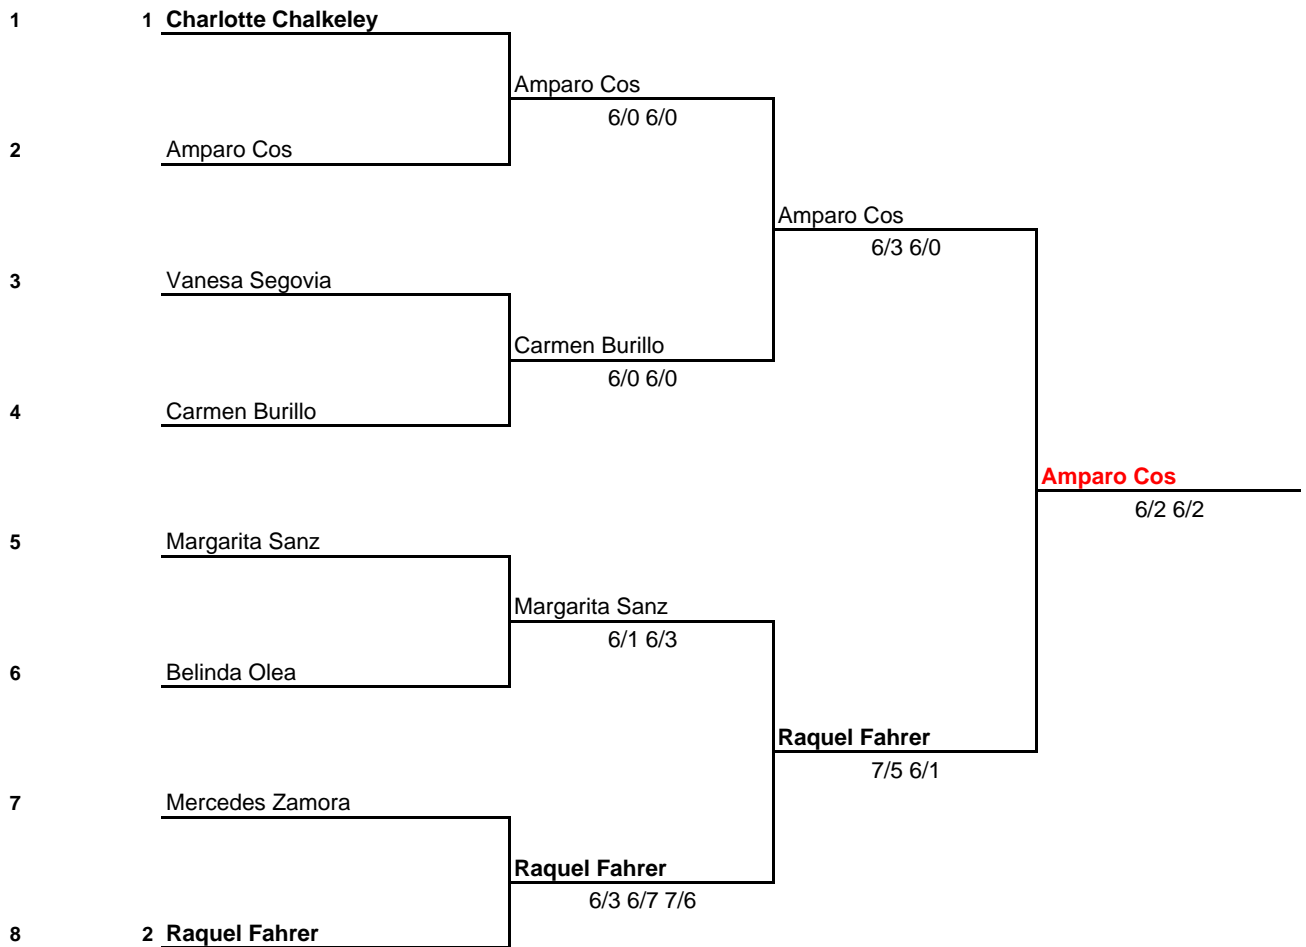 1 1 Charlotte Chalkeley
Amparo Cos
6/0 6/0
2 Amparo Cos
Amparo Cos
6/3 6/0
3 Vanesa Segovia
Carmen Burillo
6/0 6/0
4 Carmen Burillo
Amparo Cos
6/2 6/2
5 Margarita Sanz
Margarita Sanz
6/1 6/3
6 Belinda Olea
Raquel Fahrer
7/5 6/1
7 Mercedes Zamora
Raquel Fahrer
6/3 6/7 7/6
8 2 Raquel Fahrer